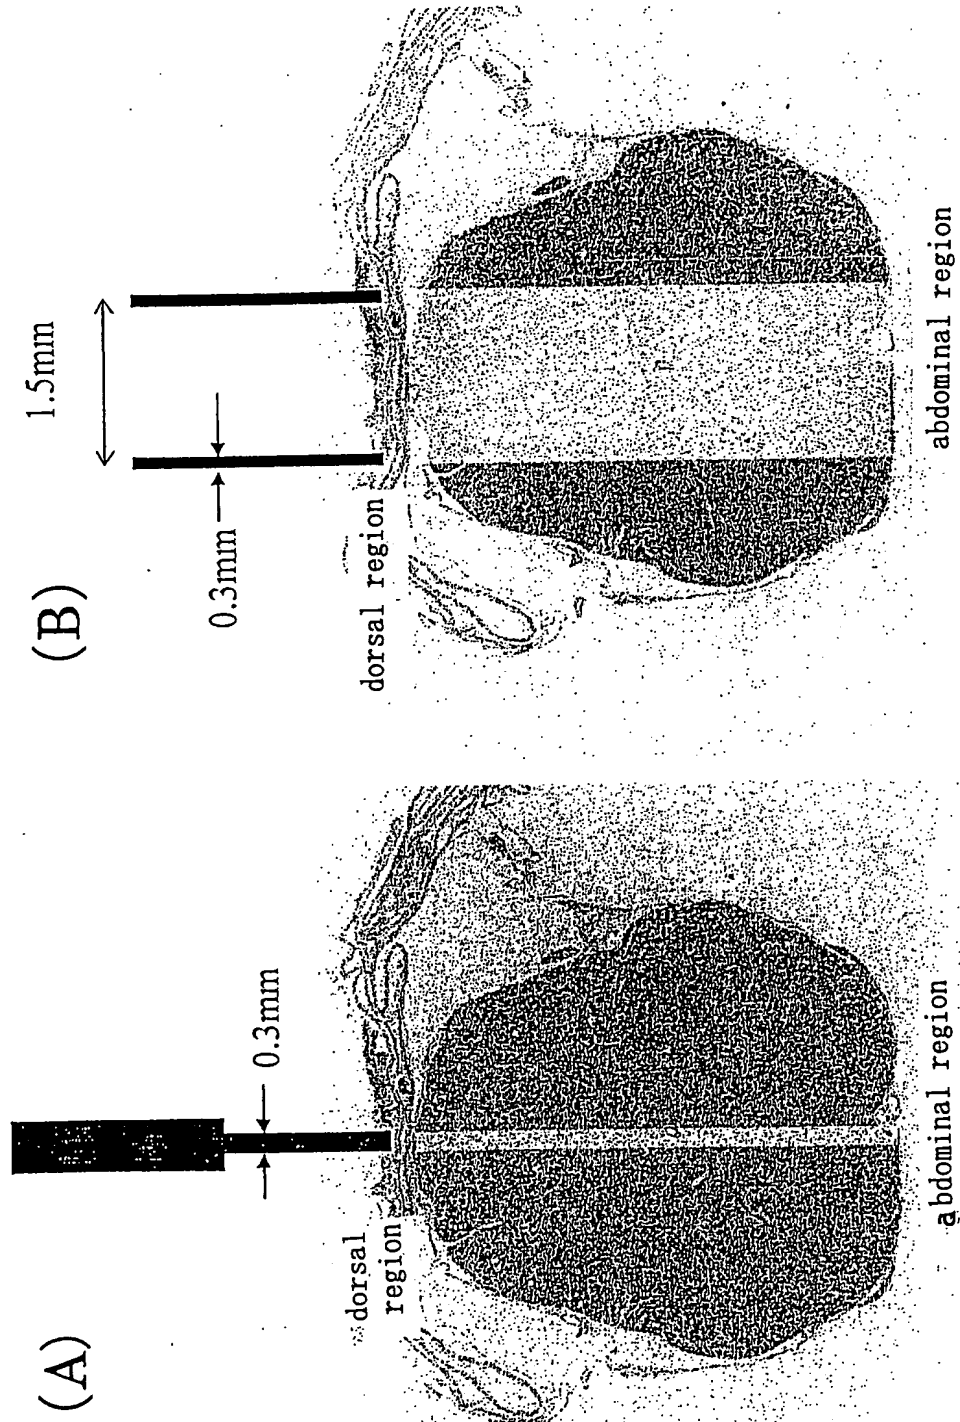 (A)
0.3mm
dorsal
region
abdominal region
(B)
1.5mm
0.3mm
dorsal region
abdominal region